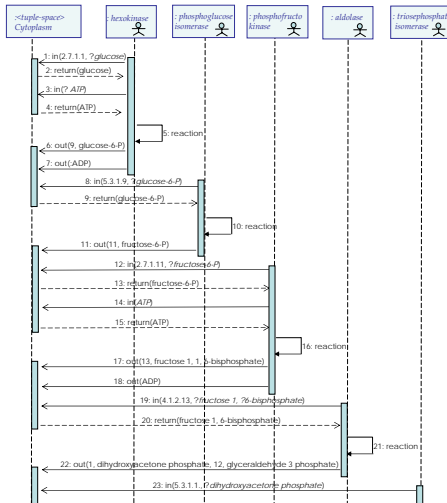 :<tuple-space>
Cytoplasm
: hexokinase
: phosphoglucose
isomerase
: phosphofructo
kinase
: aldolase
: triosephosphat
isomerase
1: in(2.7.1.1, ?glucose)
2: return(glucose)
3: in(? ATP)
4: return(ATP)
5: reaction
6: out(9, glucose-6-P)
7: out(:ADP)
8: in(5.3.1.9, ?glucose-6-P)
9: return(glucose-6-P)
10: reaction
11: out(11, fructose-6-P)
12: in(2.7.1.11, ?fructose-6-P)
13: return(fructose-6-P)
14: in(ATP)
15: return(ATP)
16: reaction
17: out(13, fructose 1, 1, 6-bisphosphate)
18: out(ADP)
19: in(4.1.2.13, ?fructose 1, ?6-bisphosphate)
20: return(fructose 1, 6-bisphosphate)
21: reaction
22: out(1, dihydroxyacetone phosphate, 12, glyceraldehyde 3 phosphate)
23: in(5.3.1.1., ?dihydroxyacetone phosphate)